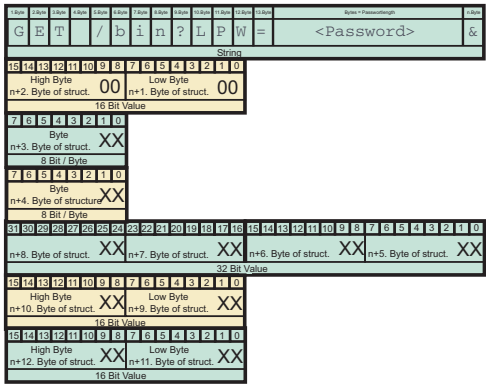 1.Byte 2.Byte 3.Byte 4.Byte 5.Byte 6.Byte 7.Byte 8.Byte 9.Byte 10.Byte 11.Byte 12.Byte 13.Byte Bytes = Passwortlength n.Byte
G E T / b i n ? L P W = <Password> &
String
15 14 13 12 11 10 9 8 7 6 5 4 3 2 1 0
High Byte 00 Low Byte 00
n+2. Byte of struct. n+1. Byte of struct.
16 Bit Value
7 6 5 4 3 2 1 0
Byte XX
n+3. Byte of struct.
8 Bit / Byte
7 6 5 4 3 2 1 0
Byte XX
n+4. Byte of structure
8 Bit / Byte
31 30 29 28 27 26 25 24 23 22 21 20 19 18 17 16 15 14 13 12 11 10 9 8 7 6 5 4 3 2 1 0
n+8. Byte of struct. XX n+7. Byte of struct. XX n+6. Byte of struct. XX n+5. Byte of struct. XX
32 Bit Value
15 14 13 12 11 10 9 8 7 6 5 4 3 2 1 0
High Byte XX Low Byte XX
n+10. Byte of struct. n+9. Byte of struct.
16 Bit Value
15 14 13 12 11 10 9 8 7 6 5 4 3 2 1 0
High Byte XX Low Byte XX
n+12. Byte of struct. n+11. Byte of struct.
16 Bit Value